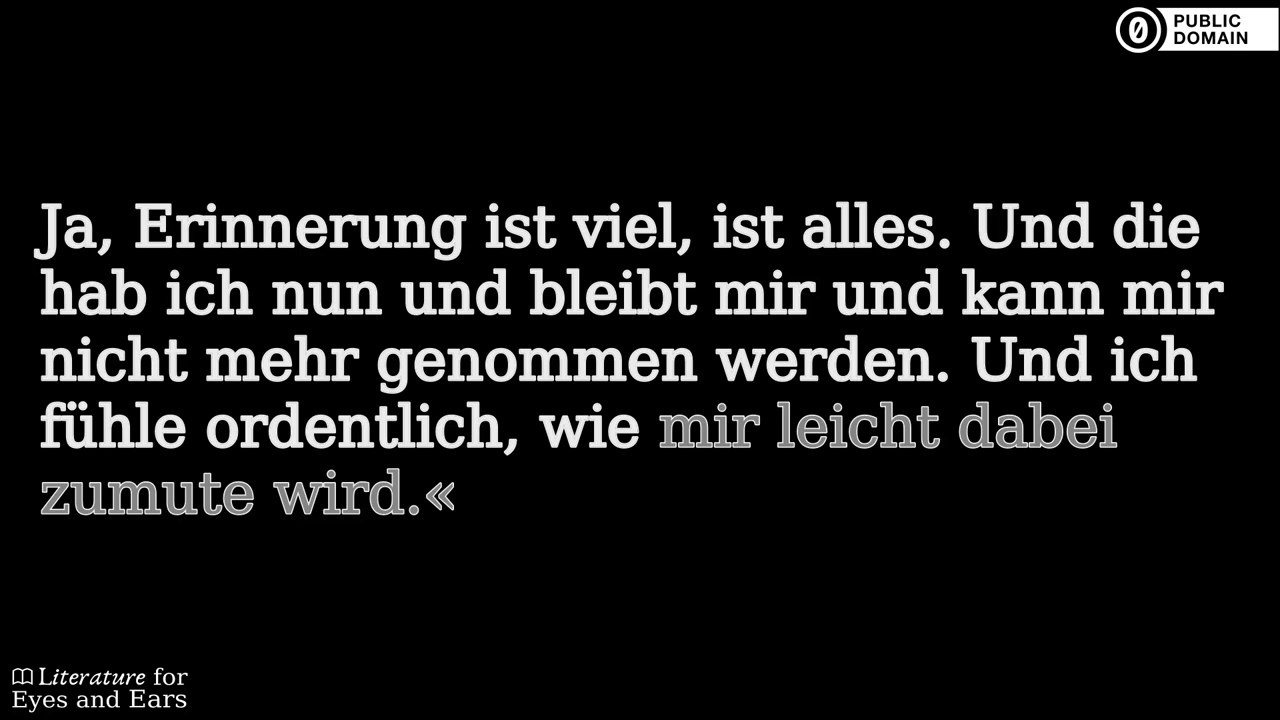 PUBLIC
DOMAIN
Ja, Erinnerung ist viel, ist alles. Und die
hab ich nun und bleibt mir und kann mir
nicht mehr genommen werden. Und ich
fühle ordentlich, wie mir leicht dabei
zumute wird.«
Literature for
Eyes and Ears